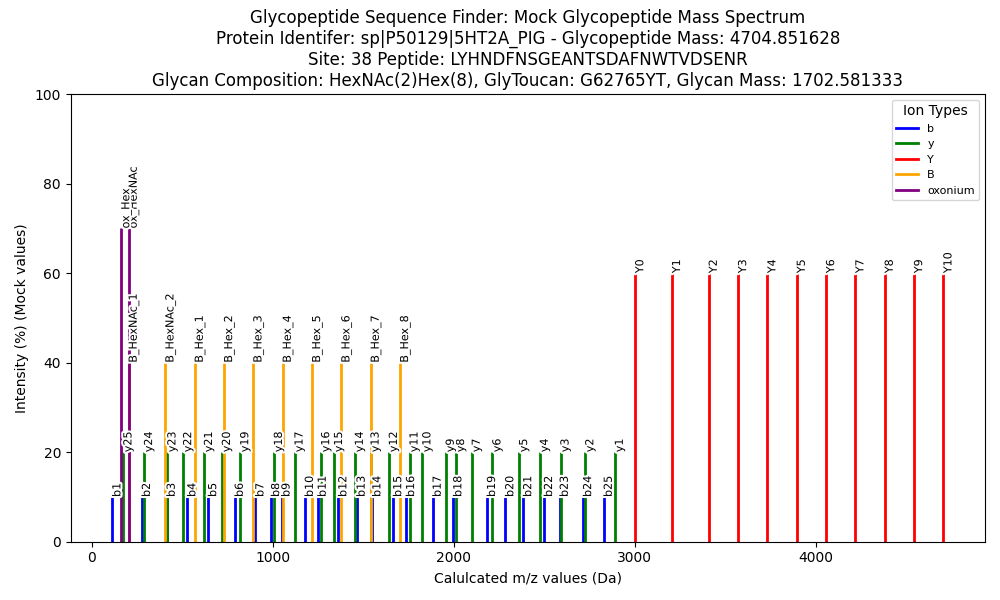 Glycopeptide Sequence Finder: Mock Glycopeptide Mass Spectrum
Protein Identifer: sp|P50129|5HT2A_PIG - Glycopeptide Mass: 4704.851628
Site: 38 Peptide: LYHNDFNSGEANTSDAFNWTVDSENR
Glycan Composition: HexNAc(2)Hex(8), GlyToucan: G62765YT, Glycan Mass: 1702.581333
100
80
60
40
20
0
Intensity (%) (Mock values)
Ion Types
b
y
Y
B
oxonium
ox_Hex
ox_HexNAc
Y0
Y1
Y2
Y3
Y4
Y5
Y6
Y7
Y8
Y9
Y10
B_HexNAc_1
B_HexNAc_2
B_Hex_1
B_Hex_2
B_Hex_3
B_Hex_4
B_Hex_5
B_Hex_6
B_Hex_7
B_Hex_8
y25
y24
y23
y22
y21
y20
y19
y18
y17
y16
y15
y14
y13
y12
y11
y10
y9
y8
y7
y6
y5
y4
y3
y2
y1
b1
b2
b3
b4
b5
b6
b7
b8
b9
b10
b11
b12
b13
b14
b15
b16
b17
b18
b19
b20
b21
b22
b23
b24
b25
0
1000
2000
3000
4000
Calulcated m/z values (Da)